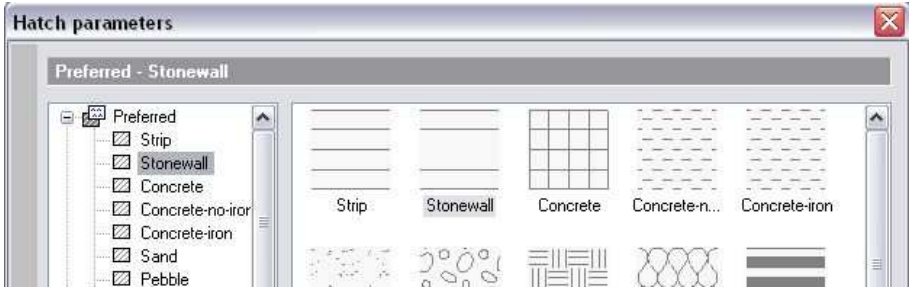 Hatch parameters
Preferred - Stonewall
Preferred
Strip
Stonewall
Concrete
Concrete-no-iror
Concrete-iron
Sand
Pebble
Strip Stonewall Concrete Concrete-n... Concrete-iron